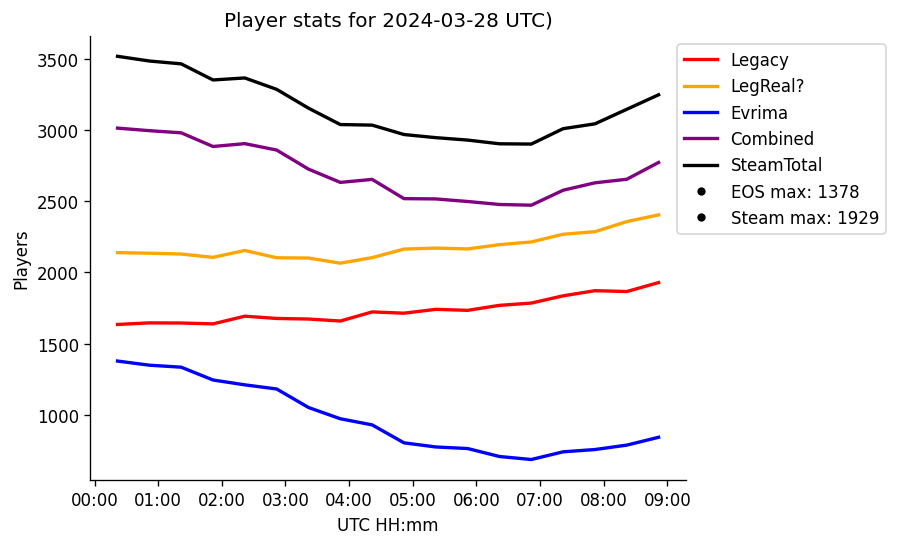 Player stats for 2024-03-28 UTC)
Legacy
LegReal?
Evrima
Combined
SteamTotal
EOS max: 1378
Steam max: 1929
Players
3500
3000
2500
2000
1500
1000
00:00 01:00 02:00 03:00 04:00 05:00 06:00 07:00 08:00 09:00
UTC HH:mm